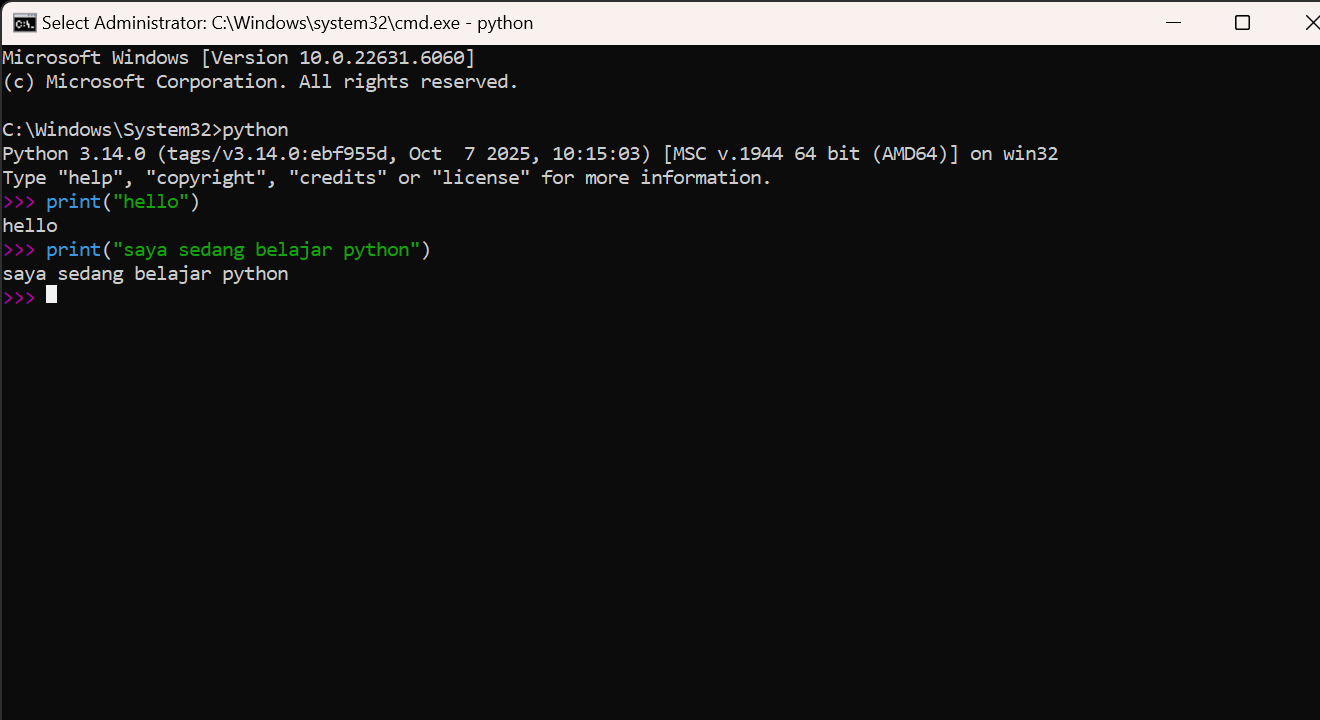 Select Administrator: C:\Windows\system32\cmd.exe - python
Microsoft Windows [Version 10.0.22631.6060]
(c) Microsoft Corporation. All rights reserved.
C:\Windows\System32>python
Python 3.14.0 (tags/v3.14.0:ebf955d, Oct  7 2025, 10:15:03) [MSC v.1944 64 bit (AMD64)] on win32
Type "help", "copyright", "credits" or "license" for more information.
>>> print("hello")
hello
>>> print("saya sedang belajar python")
saya sedang belajar python
>>>